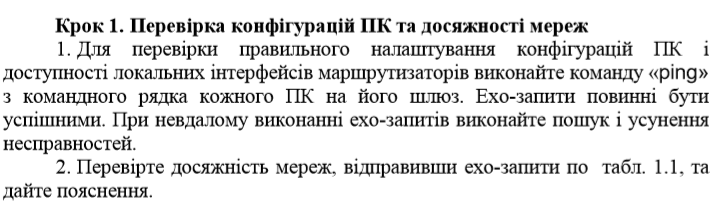 Крок 1. Перевірка конфігурацій ПК та досяжності мереж
1. Для перевірки правильного налаштування конфігурацій ПК і
доступності локальних інтерфейсів маршрутизаторів виконайте команду «ping»
з командного рядка кожного ПК на його шлюз. Ехо-запити повинні бути
успішними. При невдалому виконанні ехо-запитів виконайте пошук і усунення
несправностей.
2. Перевірте досяжність мереж, відправивши ехо-запити по табл. 1.1, та
дайте пояснення.